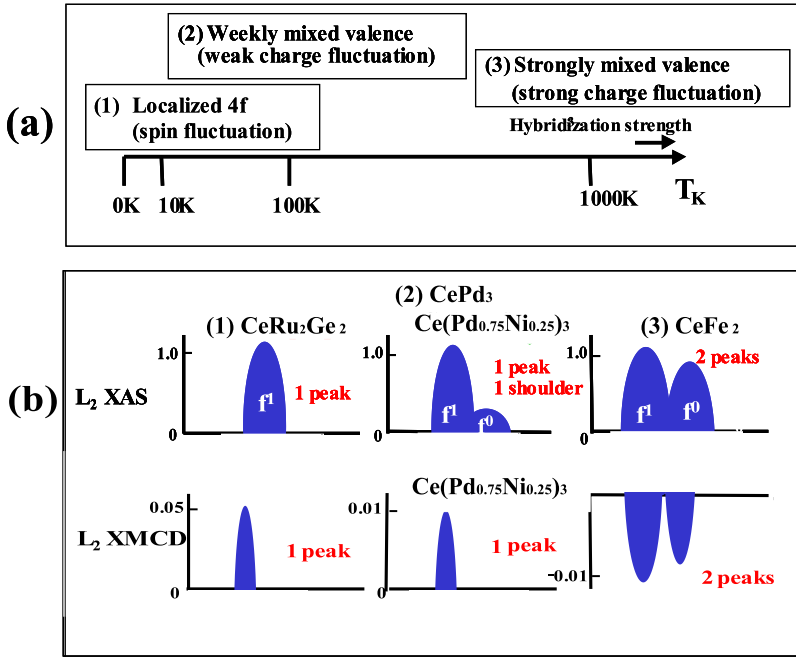 (a)
(2) Weekly mixed valence
(weak charge fluctuation)
(3) Strongly mixed valence
(strong charge fluctuation)
(1) Localized 4f
(spin fluctuation)
Hybridization strength
0K 10K 100K 1000K T_K
(b)
(1) CeRu₂Ge₂
(2) CePd₃
Ce(Pd₀.₇₅Ni₀.₂₅)₃
(3) CeFe₂
L₂ XAS
1.0
0
f¹
1 peak
1.0
0
f¹ f⁰
1 peak
1 shoulder
1.0
0
f¹ f⁰
2 peaks
L₂ XMCD
0.05
0
1 peak
Ce(Pd₀.₇₅Ni₀.₂₅)₃
0.01
0
1 peak
-0.01
2 peaks